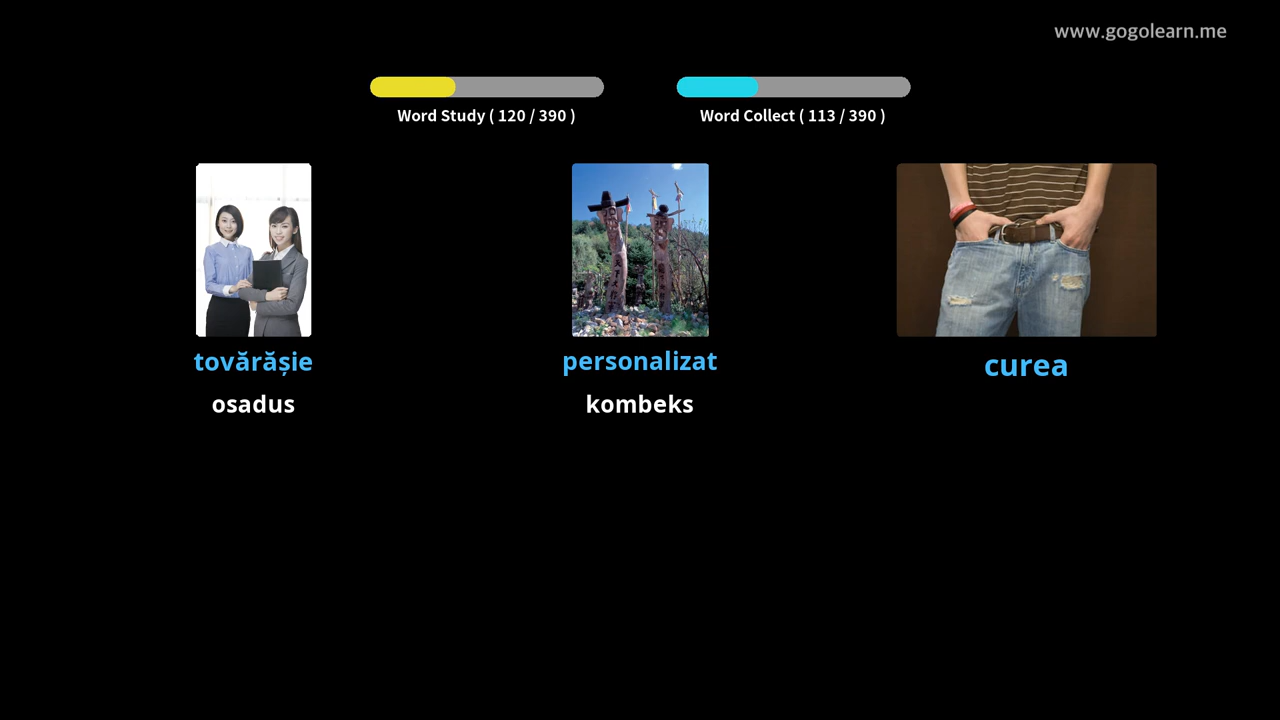 www.gogolearn.me
Word Study ( 120 / 390 )
Word Collect ( 113 / 390 )
tovărășie
personalizat
curea
osadus
kombeks